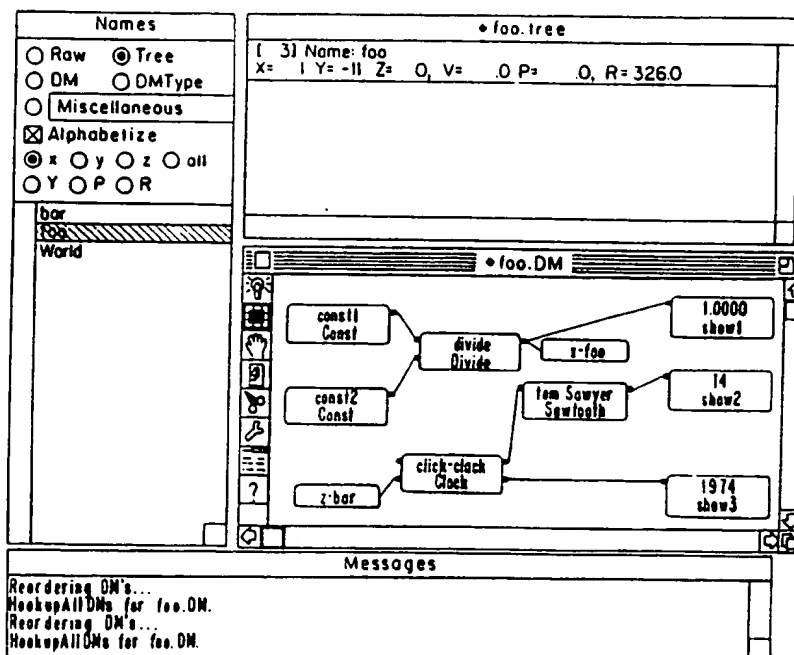 Names
Raw Tree
DM DMType
Miscellaneous
Alphabetize
x y z all
Y P R
bar
foo
World
foo.tree
[ 3] Name: foo
X= 1 Y= -11 Z= 0, V= .0 P= .0, R= 326.0
foo.DM
const1
Const
divide
Divide
x-foo
1.0000
show1
const2
Const
tom Sawyer
Sawtooth
14
show2
click-clack
Clock
z-bar
1974
show3
?
Messages
Reordering DM's...
HookupAllDMs for foo.DM.
Reordering DM's...
HookupAllDMs for foo.DM.